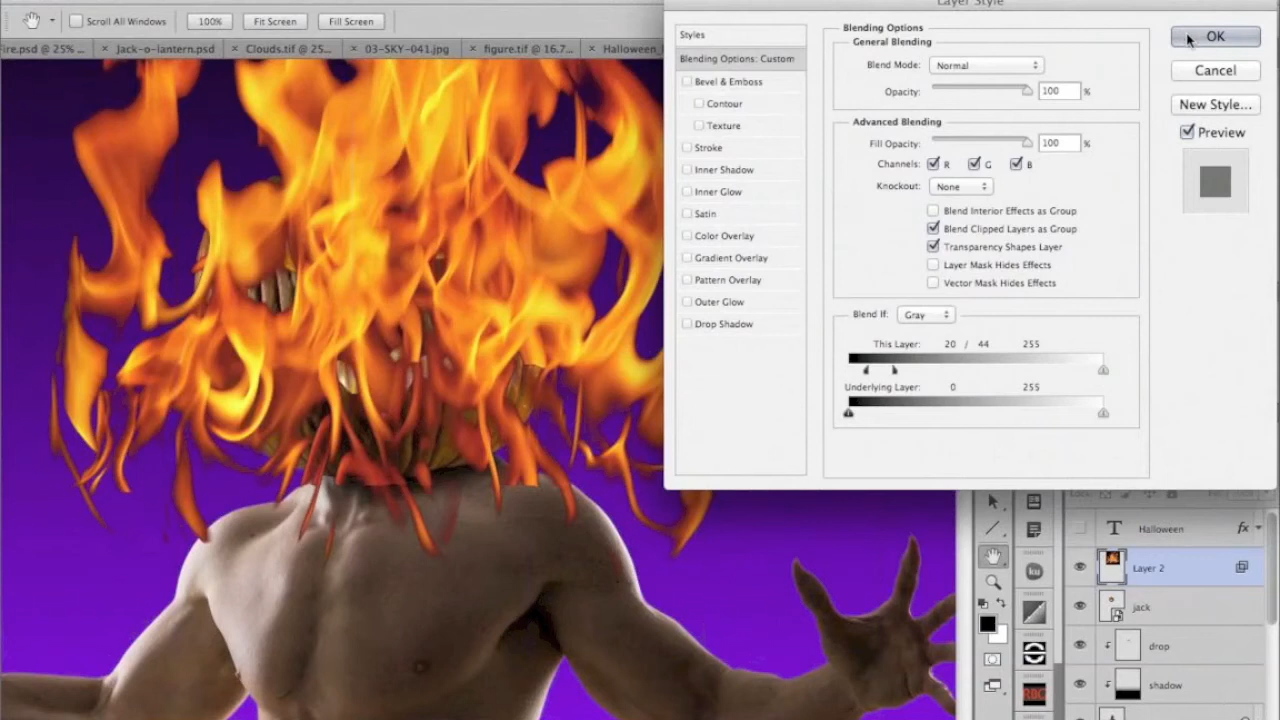 Layer Style
Scroll All Windows
100%
Fit Screen
Fill Screen
Fire.psd @ 25% ...
Jack-o-lantern.psd
Clouds.tif @ 25...
03-SKY-041.jpg
figure.tif @ 16.7...
Styles
Blending Options: Custom
Bevel & Emboss
Contour
Texture
Stroke
Inner Shadow
Inner Glow
Satin
Color Overlay
Gradient Overlay
Pattern Overlay
Outer Glow
Drop Shadow
Blending Options
General Blending
Blend Mode: Normal
Opacity: 100 %
Advanced Blending
Fill Opacity: 100 %
Channels: R G B
Knockout: None
Blend Interior Effects as Group
Blend Clipped Layers as Group
Transparency Shapes Layer
Layer Mask Hides Effects
Vector Mask Hides Effects
Blend If: Gray
This Layer: 20 / 44 255
Underlying Layer: 0 255
OK
Cancel
New Style...
Preview
T Halloween fx
Layer 2
jack
drop
shadow
ku
RBC